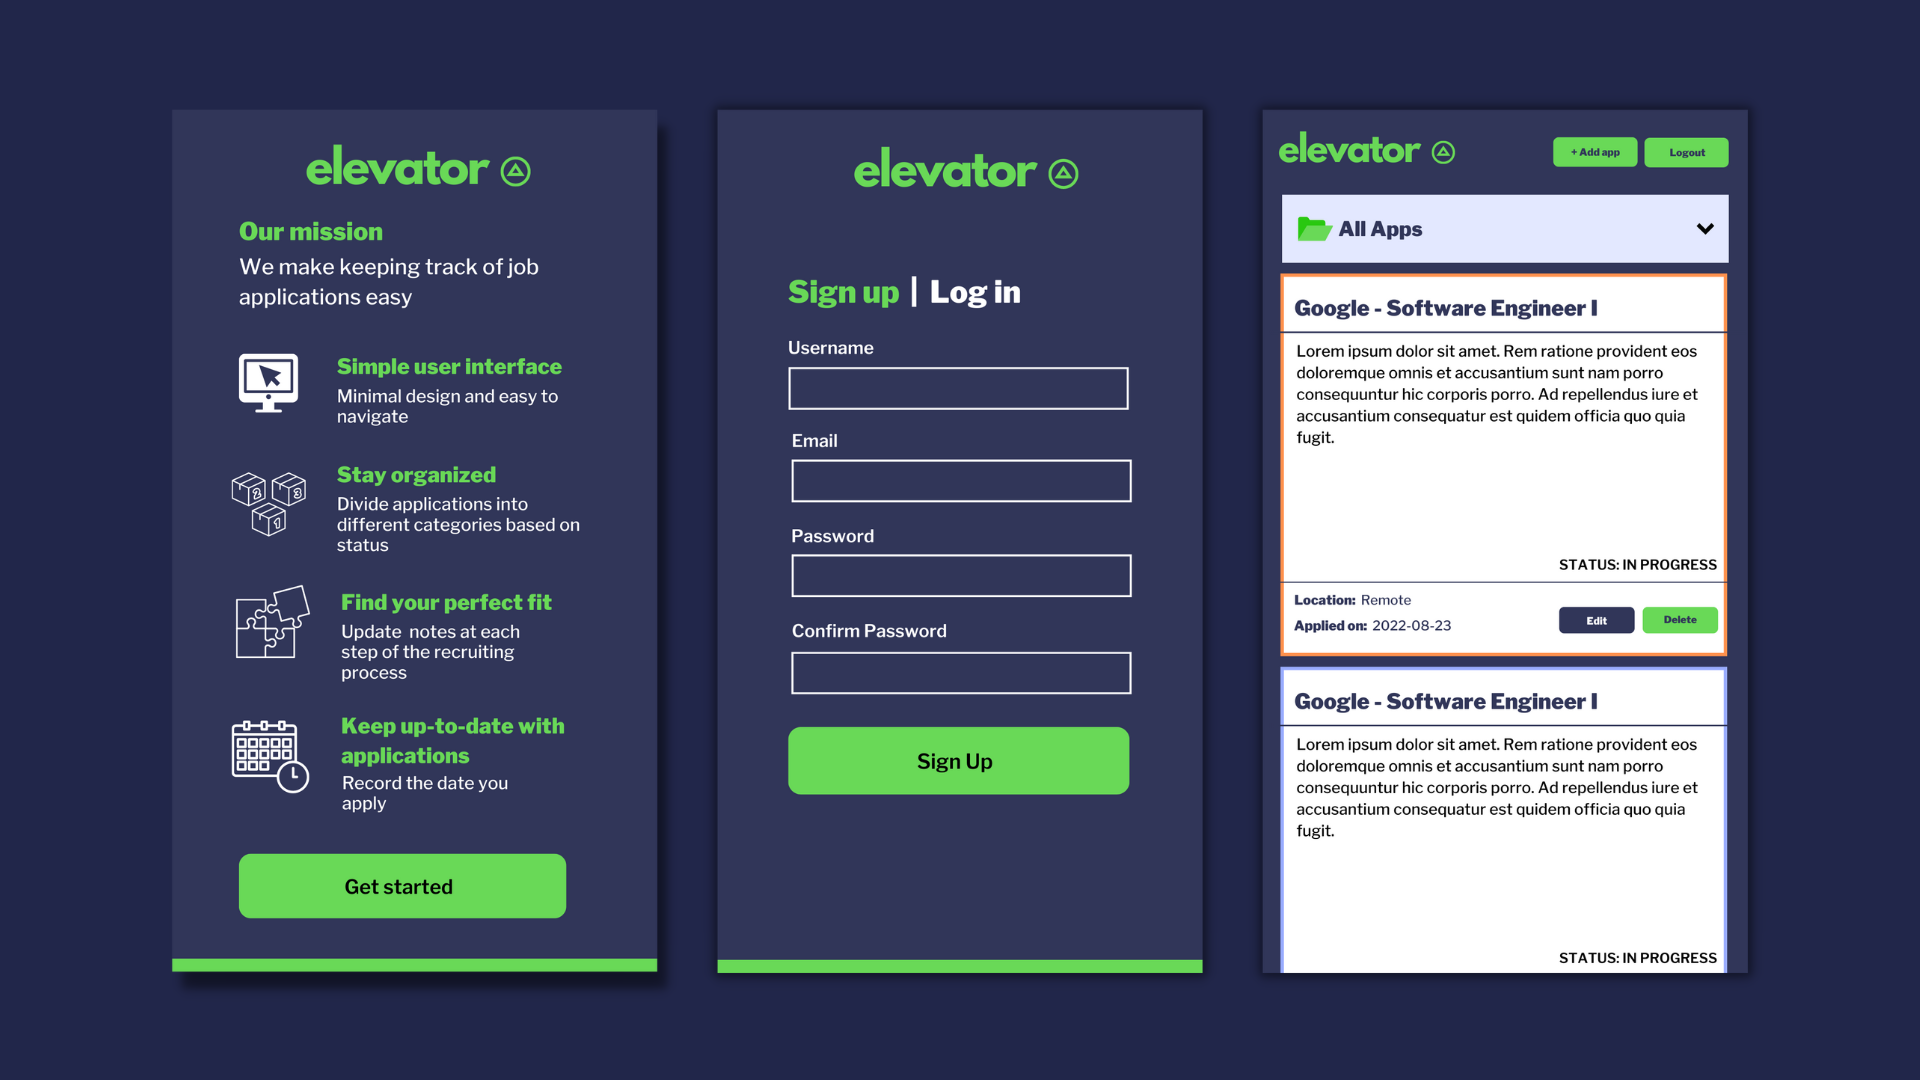 elevator
Our mission
We make keeping track of job
applications easy
Simple user interface
Minimal design and easy to
navigate
2
3
1
Stay organized
Divide applications into
different categories based on
status
Find your perfect fit
Update  notes at each
step of the recruiting
process
Keep up-to-date with
applications
Record the date you
apply
Get started
elevator
Sign up | Log in
Username
Email
Password
Confirm Password
Sign Up
elevator
+ Add app
Logout
All Apps
Google - Software Engineer I
Lorem ipsum dolor sit amet. Rem ratione provident eos
doloremque omnis et accusantium sunt nam porro
consequuntur hic corporis porro. Ad repellendus iure et
accusantium consequatur est quidem officia quo quia
fugit.
STATUS: IN PROGRESS
Location: Remote
Applied on: 2022-08-23
Edit
Delete
Google - Software Engineer I
Lorem ipsum dolor sit amet. Rem ratione provident eos
doloremque omnis et accusantium sunt nam porro
consequuntur hic corporis porro. Ad repellendus iure et
accusantium consequatur est quidem officia quo quia
fugit.
STATUS: IN PROGRESS